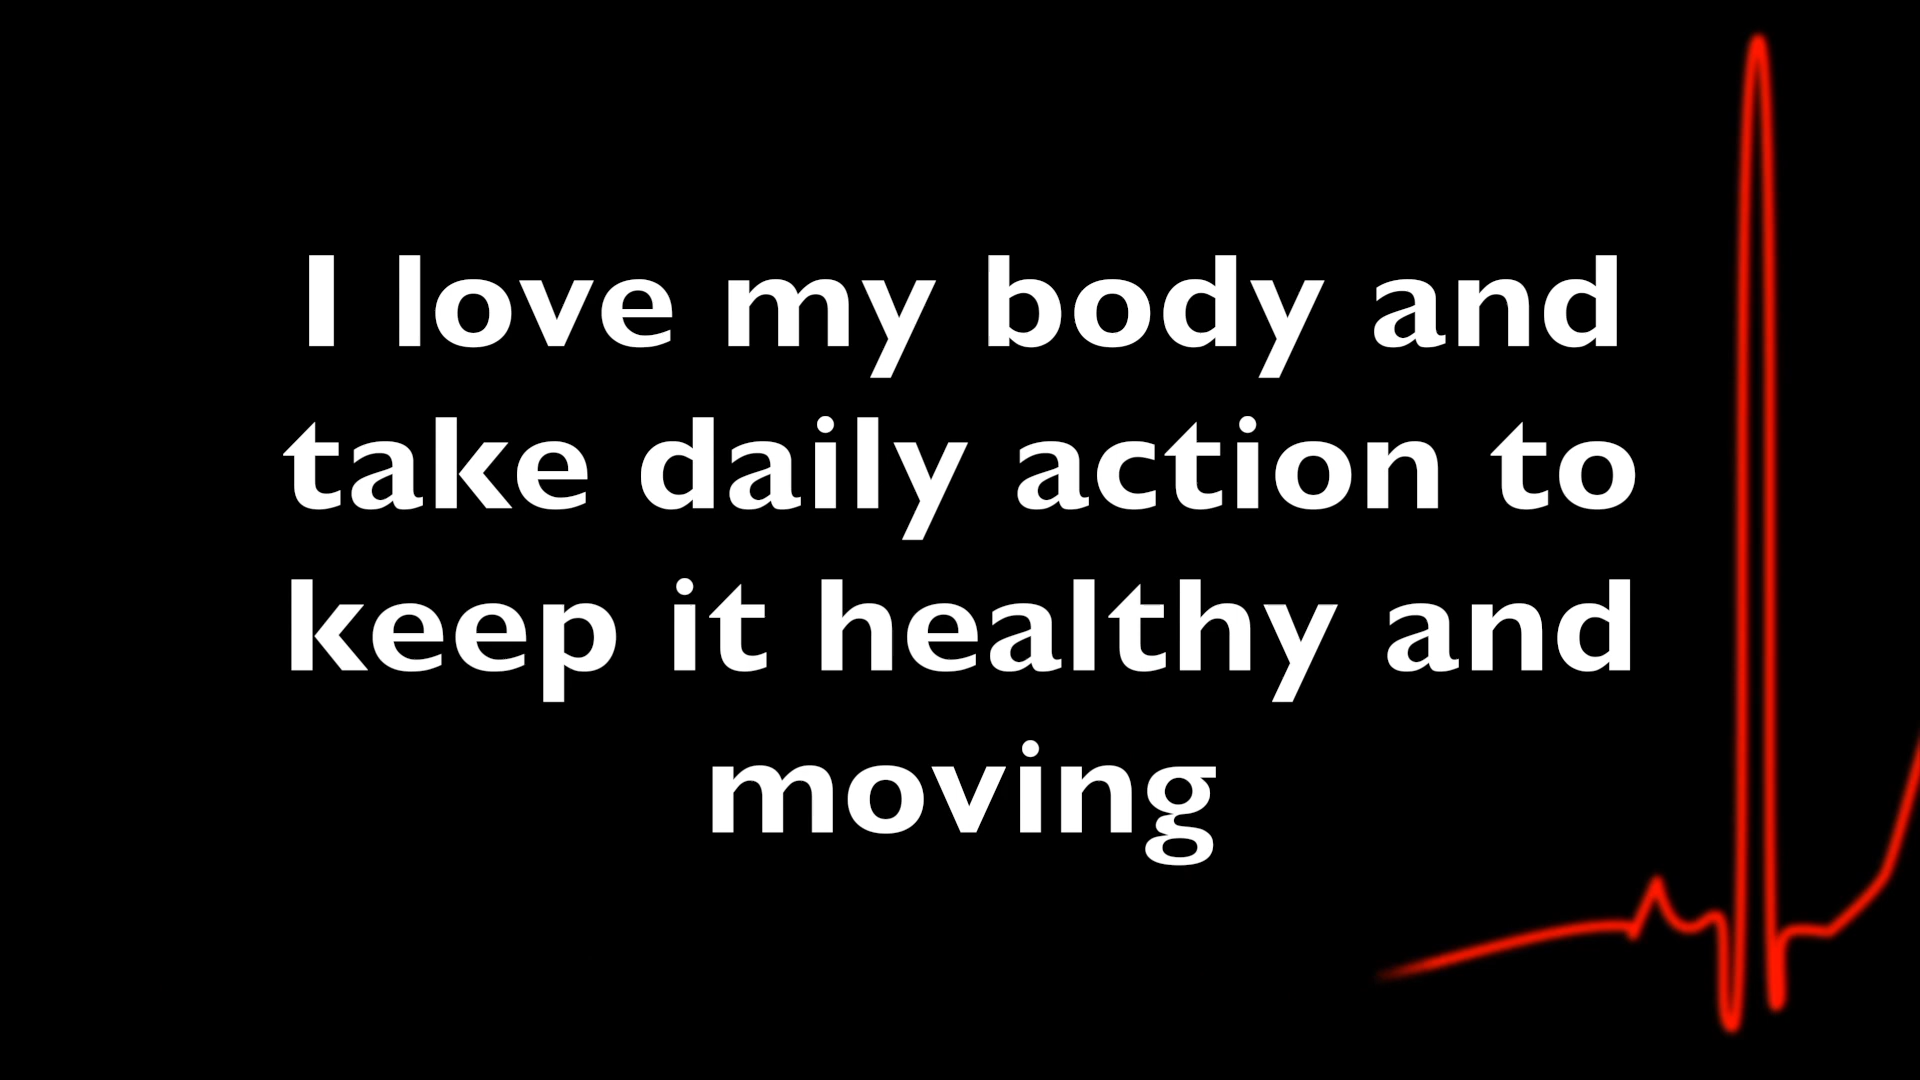 I love my body and
take daily action to
keep it healthy and
moving